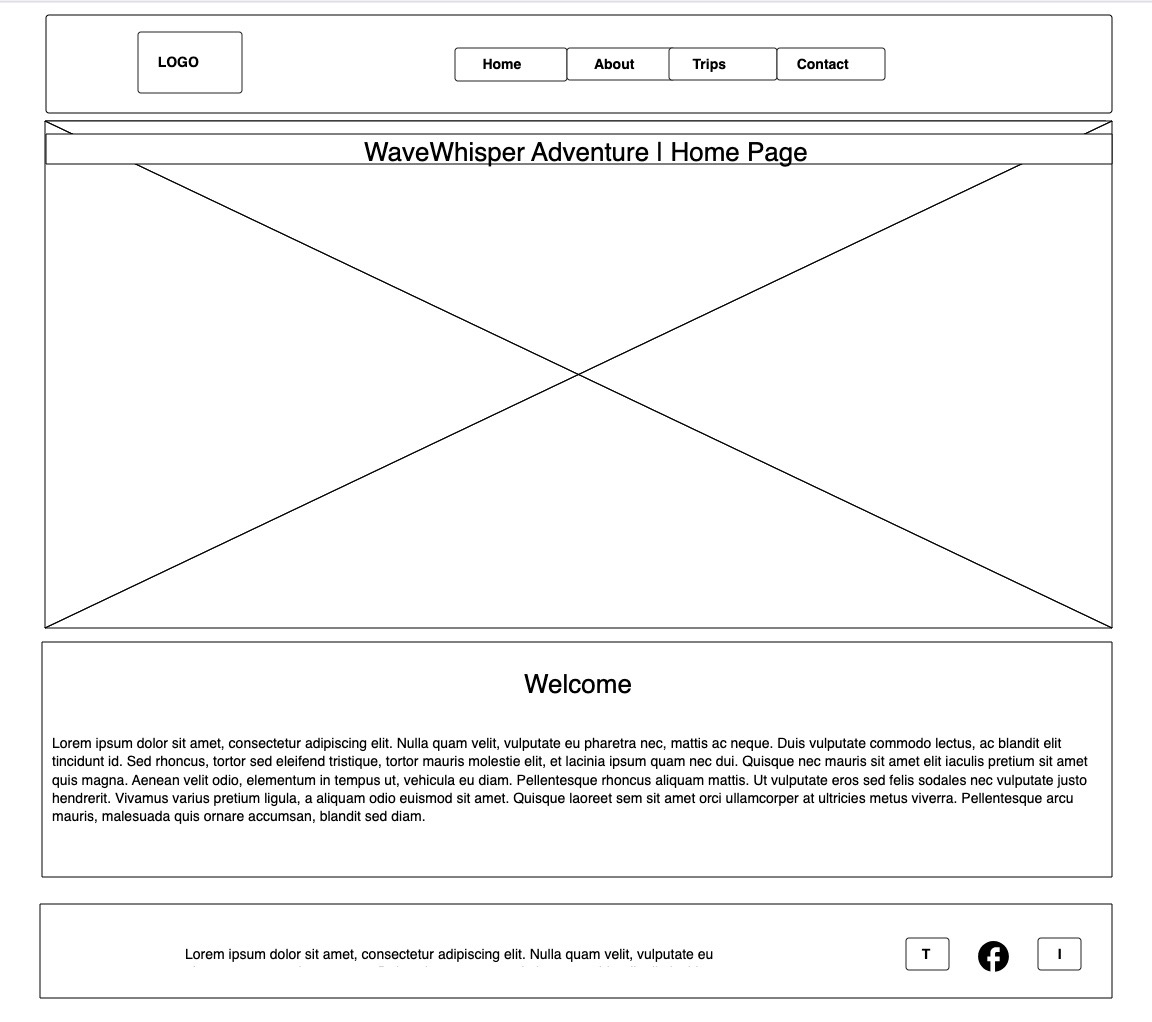 LOGO
Home About Trips Contact
WaveWhisper Adventure | Home Page
Welcome
Lorem ipsum dolor sit amet, consectetur adipiscing elit. Nulla quam velit, vulputate eu pharetra nec, mattis ac neque. Duis vulputate commodo lectus, ac blandit elit
tincidunt id. Sed rhoncus, tortor sed eleifend tristique, tortor mauris molestie elit, et lacinia ipsum quam nec dui. Quisque nec mauris sit amet elit iaculis pretium sit amet
quis magna. Aenean velit odio, elementum in tempus ut, vehicula eu diam. Pellentesque rhoncus aliquam mattis. Ut vulputate eros sed felis sodales nec vulputate justo
hendrerit. Vivamus varius pretium ligula, a aliquam odio euismod sit amet. Quisque laoreet sem sit amet orci ullamcorper at ultricies metus viverra. Pellentesque arcu
mauris, malesuada quis ornare accumsan, blandit sed diam.
Lorem ipsum dolor sit amet, consectetur adipiscing elit. Nulla quam velit, vulputate eu
T f I